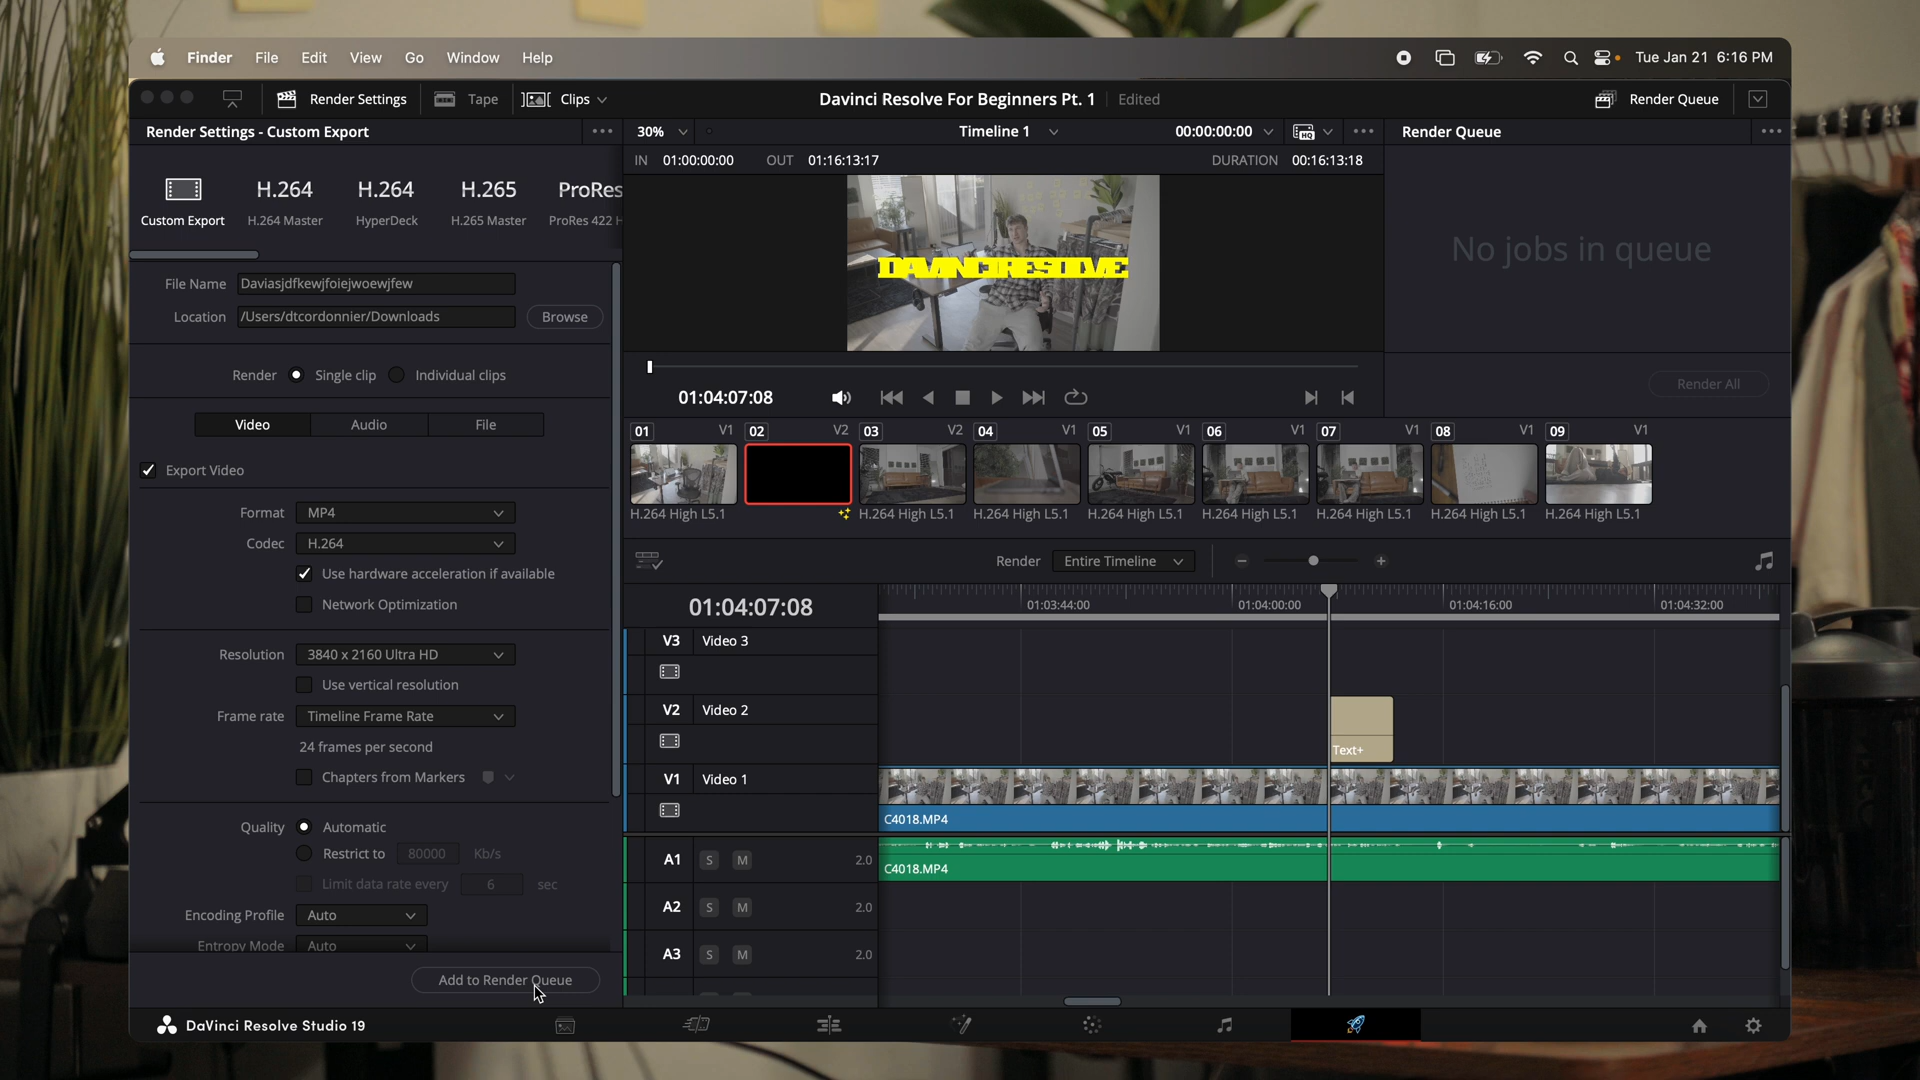 Finder File Edit View Go Window Help Tue Jan 21 6:16 PM
Render Settings Tape Clips Davinci Resolve For Beginners Pt. 1 Edited Render Queue
Render Settings - Custom Export 30% Timeline 1 00:00:00:00 HQ Render Queue
IN 01:00:00:00 OUT 01:16:13:17 DURATION 00:16:13:18
H.264 H.264 H.265 ProRes
Custom Export H.264 Master HyperDeck H.265 Master ProRes 422 H
No jobs in queue
DAVINCI RESOLVE
File Name Daviasjdfkewjfoiejwoewjfew
Location /Users/dtcordonnier/Downloads Browse
Render Single clip Individual clips
Render All
01:04:07:08
Video Audio File
01 V1 02 V2 03 V2 04 V1 05 V1 06 V1 07 V1 08 V1 09 V1
Export Video
H.264 High L5.1 H.264 High L5.1 H.264 High L5.1 H.264 High L5.1 H.264 High L5.1 H.264 High L5.1 H.264 High L5.1 H.264 High L5.1
Format MP4
Codec H.264
Use hardware acceleration if available
Network Optimization
Render Entire Timeline
01:04:07:08 01:03:44:00 01:04:00:00 01:04:16:00 01:04:32:00
Resolution 3840 x 2160 Ultra HD
Use vertical resolution
Frame rate Timeline Frame Rate
24 frames per second
Chapters from Markers
V3 Video 3
V2 Video 2
Text+
V1 Video 1
C4018.MP4
Quality Automatic
Restrict to 80000 Kb/s
Limit data rate every 6 sec
Encoding Profile Auto
Entropy Mode Auto
A1 S M 2.0
C4018.MP4
A2 S M 2.0
A3 S M 2.0
Add to Render Queue
DaVinci Resolve Studio 19